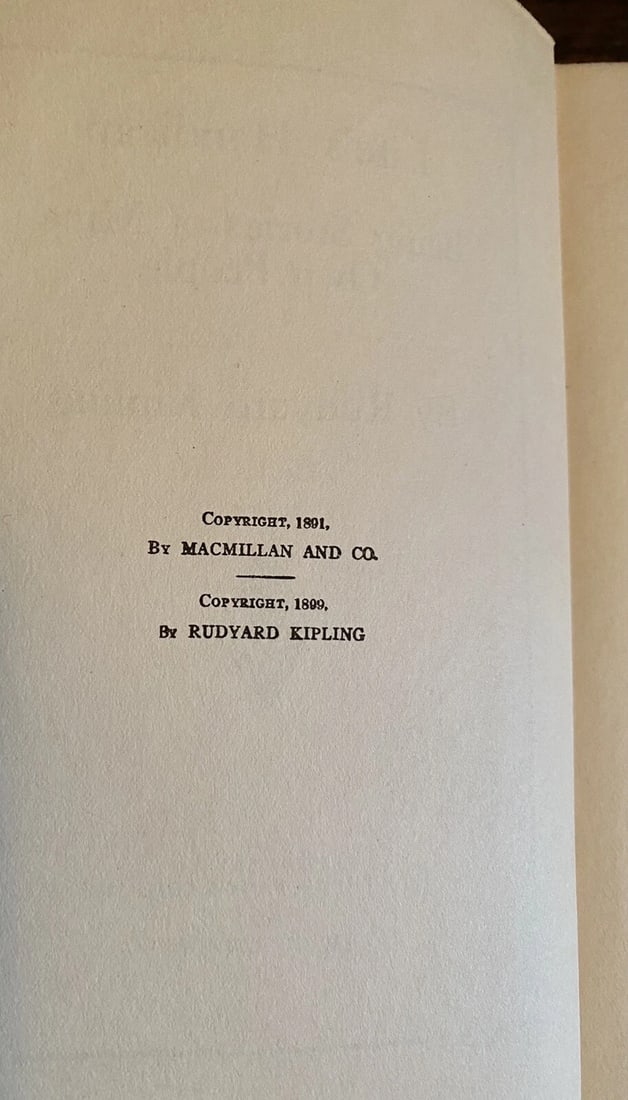 COPYRIGHT, 1891,
BY MACMILLAN AND CO.
COPYRIGHT, 1899,
BY RUDYARD KIPLING